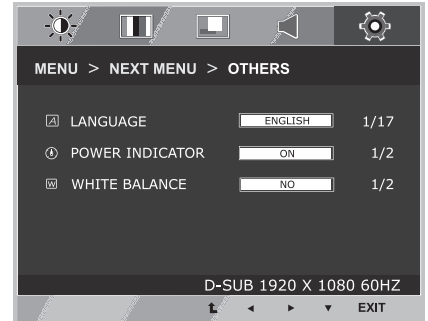 MENU > NEXT MENU > OTHERS
LANGUAGE ENGLISH 1/17
POWER INDICATOR ON 1/2
W WHITE BALANCE NO 1/2
D-SUB 1920 X 1080 60HZ
EXIT